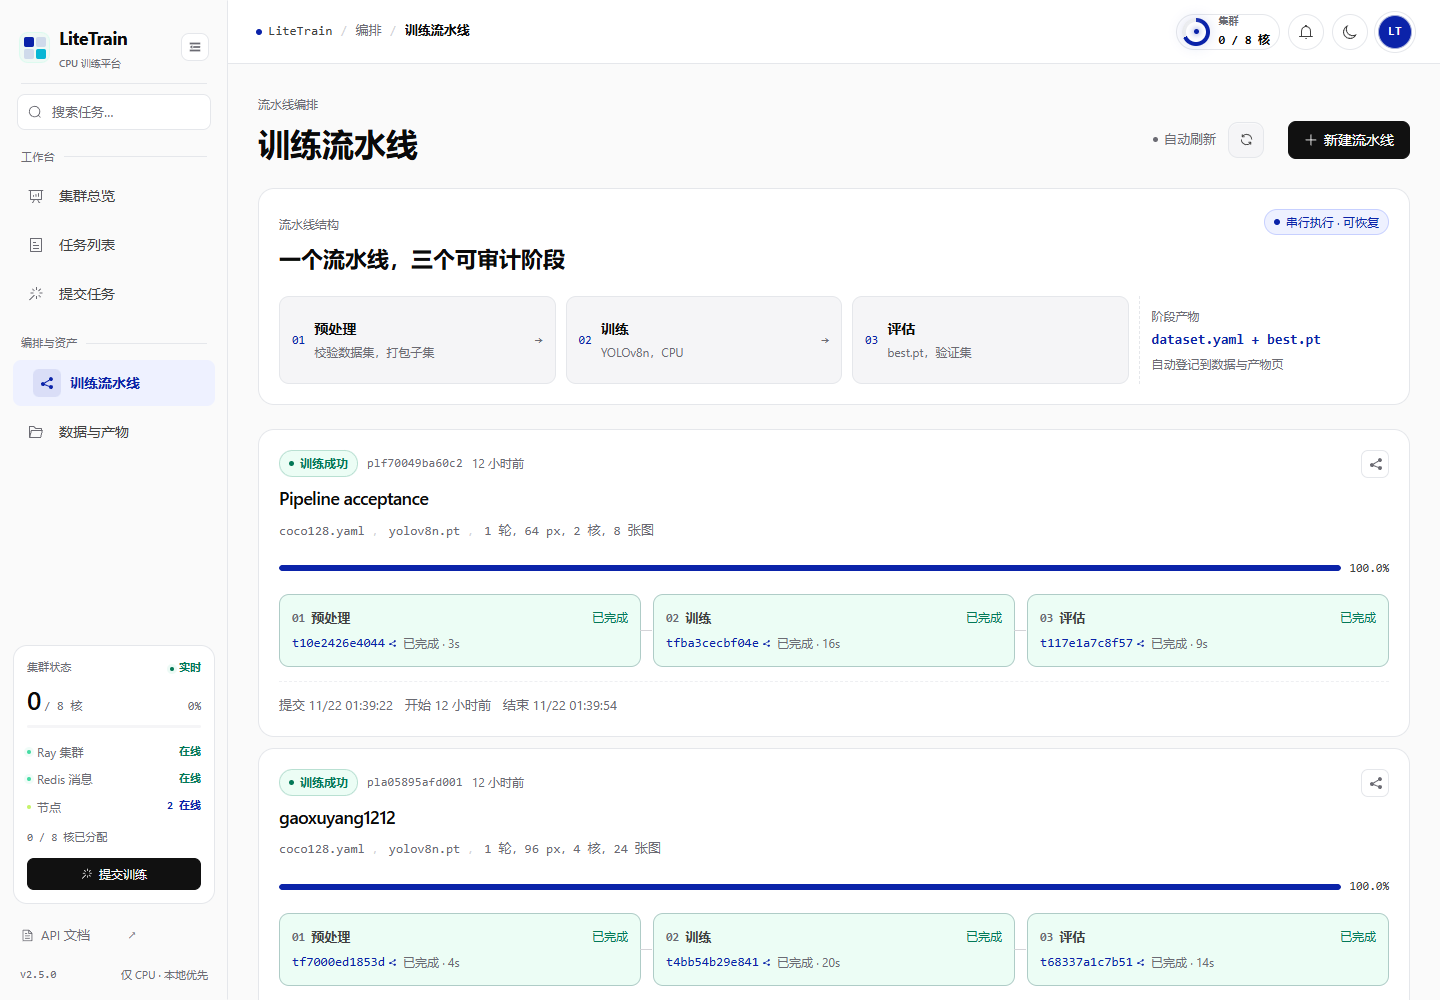 LiteTrain
CPU 训练平台
搜索任务...
工作台
集群总览
任务列表
提交任务
编排与资产
训练流水线
数据与产物
集群状态
实时
0 / 8 核
0%
Ray 集群
在线
Redis 消息
在线
节点
2 在线
0 / 8 核已分配
提交训练
API 文档 ↗
v2.5.0
仅 CPU · 本地优先
LiteTrain / 编排 / 训练流水线
集群
0 / 8 核
LT
流水线编排
训练流水线
自动刷新
新建流水线
流水线结构
串行执行 · 可恢复
一个流水线，三个可审计阶段
01 预处理
校验数据集，打包子集
→
02 训练
YOLOv8n，CPU
→
03 评估
best.pt，验证集
阶段产物
dataset.yaml + best.pt
自动登记到数据与产物页
训练成功 plf70049ba60c2 12 小时前
Pipeline acceptance
coco128.yaml , yolov8n.pt , 1 轮, 64 px, 2 核, 8 张图
100.0%
01 预处理 已完成
t10e2426e4044 已完成 · 3s
02 训练 已完成
tfba3cecbf04e 已完成 · 16s
03 评估 已完成
t117e1a7c8f57 已完成 · 9s
提交 11/22 01:39:22 开始 12 小时前 结束 11/22 01:39:54
训练成功 pla05895afd001 12 小时前
gaoxuyang1212
coco128.yaml , yolov8n.pt , 1 轮, 96 px, 4 核, 24 张图
100.0%
01 预处理 已完成
tf7000ed1853d 已完成 · 4s
02 训练 已完成
t4bb54b29e841 已完成 · 20s
03 评估 已完成
t68337a1c7b51 已完成 · 14s